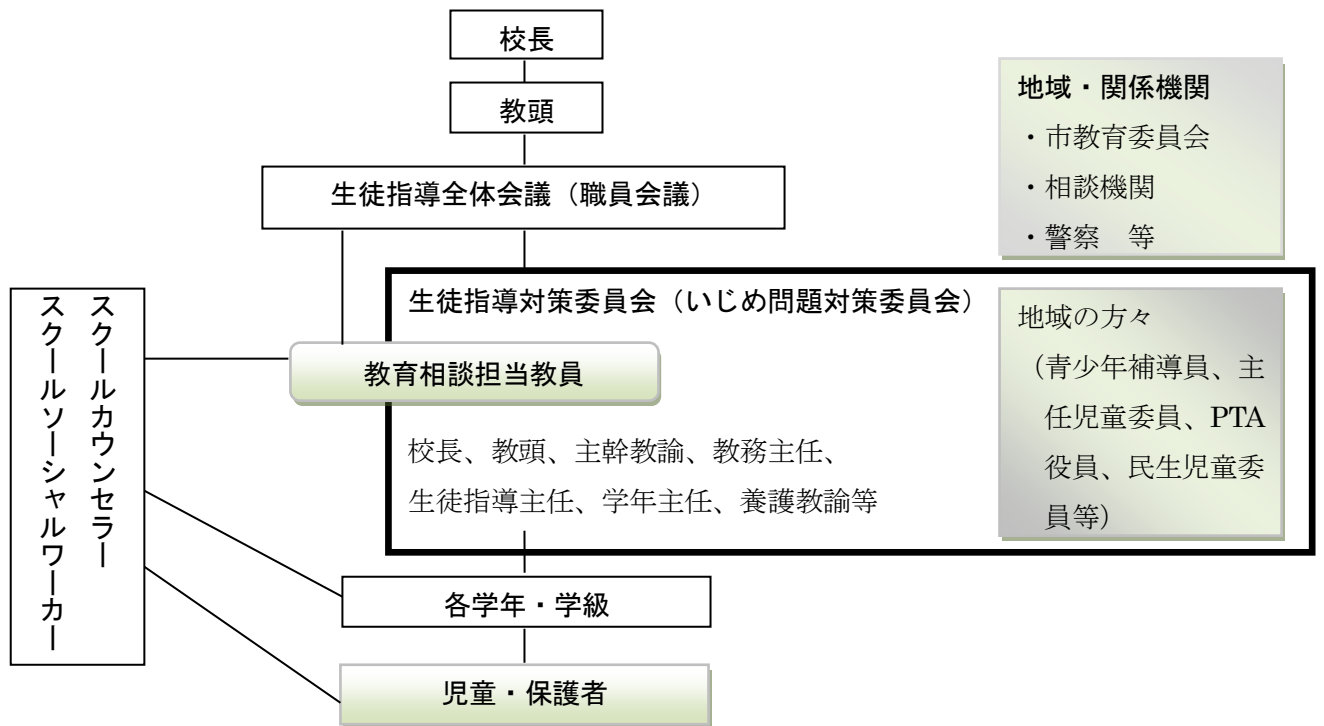 校長
教頭
生徒指導全体会議（職員会議）
地域・関係機関
・市教育委員会
・相談機関
・警察　等
スクールカウンセラー
スクールソーシャルワーカー
生徒指導対策委員会（いじめ問題対策委員会）
教育相談担当教員
校長、教頭、主幹教諭、教務主任、
生徒指導主任、学年主任、養護教諭等
地域の方々
（青少年補導員、主
任児童委員、PTA
役員、民生児童委
員等）
各学年・学級
児童・保護者